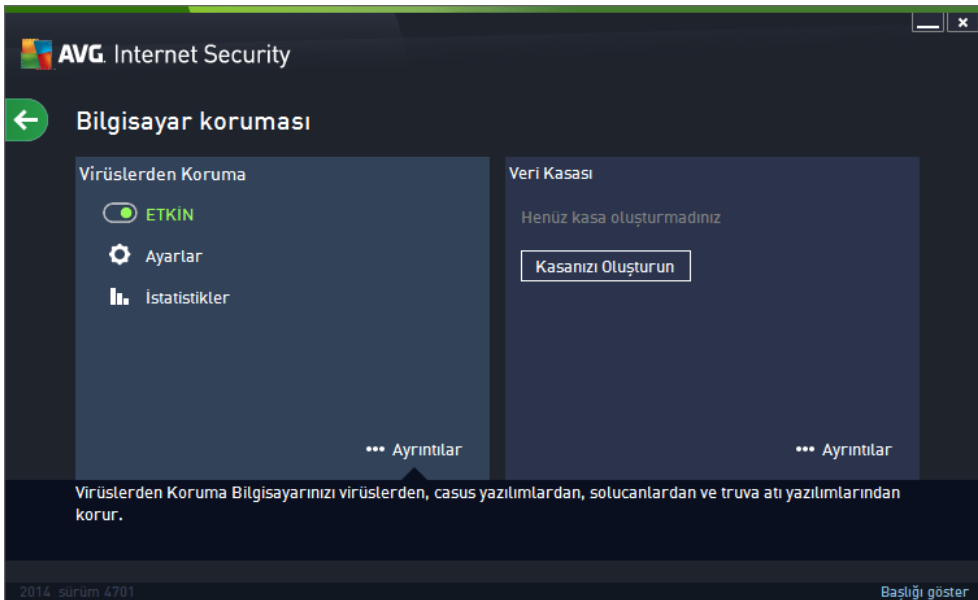 AVG. Internet Security
Bilgisayar koruması
Virüslerden Koruma
ETKİN
Ayarlar
İstatistikler
Ayrıntılar
Veri Kasası
Henüz kasa oluşturmadınız
Kasanızı Oluşturun
Ayrıntılar
Virüslerden Koruma Bilgisayarınızı virüslerden, casus yazılımlardan, solucanlardan ve truva atı yazılımlarından
korur.
2014 sürüm 4701
Başlığı göster